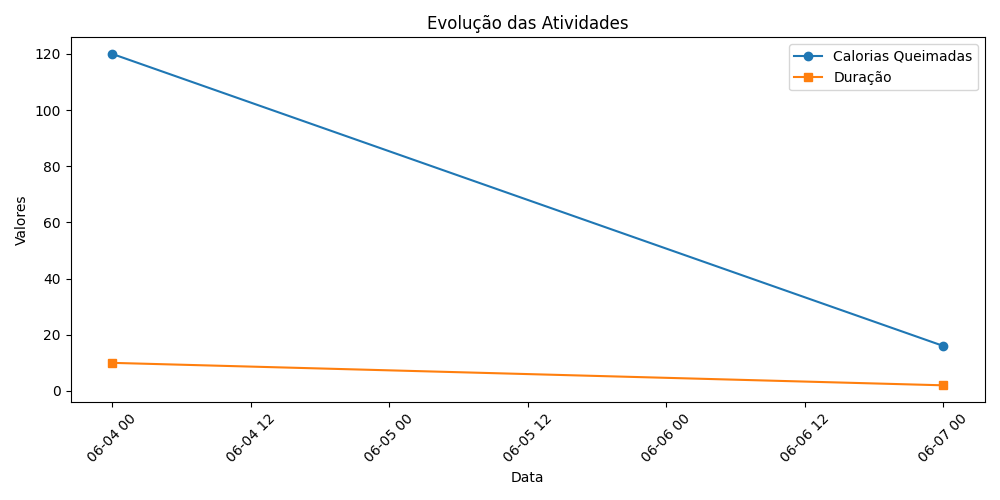 Evolução das Atividades
Calorias Queimadas
Duração
Valores
120
100
80
60
40
20
0
06-04 00
06-04 12
06-05 00
06-05 12
06-06 00
06-06 12
06-07 00
Data